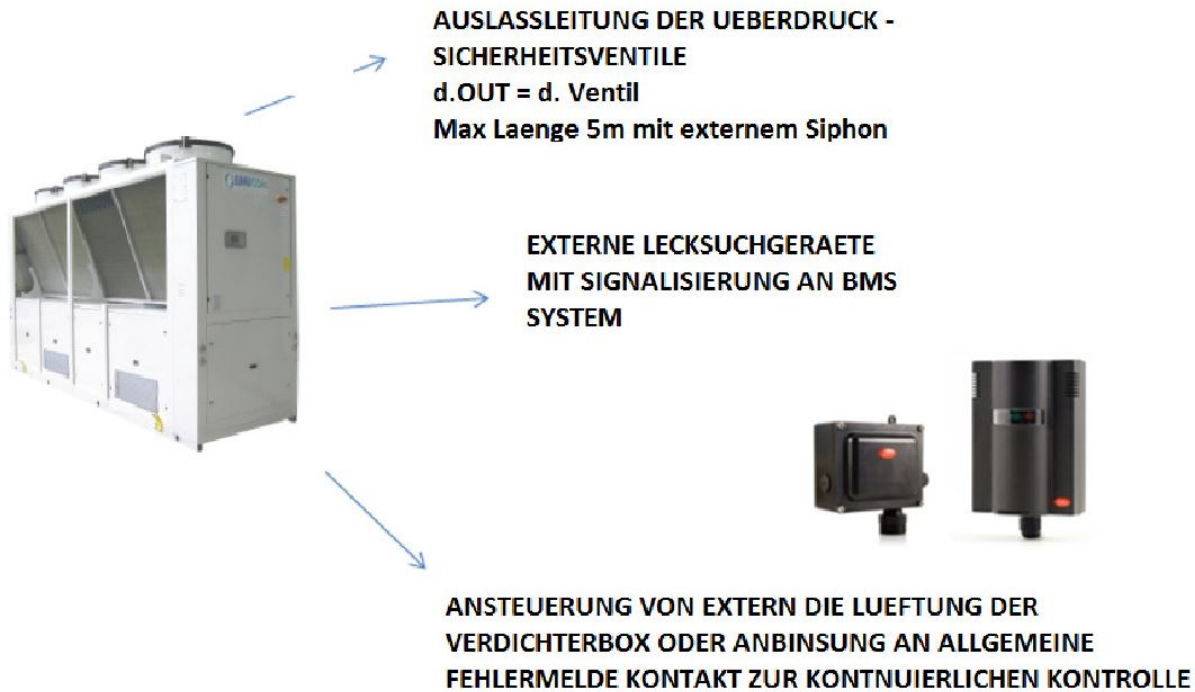 AUSLASSLEITUNG DER UEBERDRUCK -
SICHERHEITSVENTILE
d.OUT = d. Ventil
Max Laenge 5m mit externem Siphon
EXTERNE LECKSUCHGERAETE
MIT SIGNALISIERUNG AN BMS
SYSTEM
ANSTEUERUNG VON EXTERN DIE LUEFTUNG DER
VERDICHTERBOX ODER ANBINSUNG AN ALLGEMEINE
FEHLERMELDE KONTAKT ZUR KONTNUIERLICHEN KONTROLLE